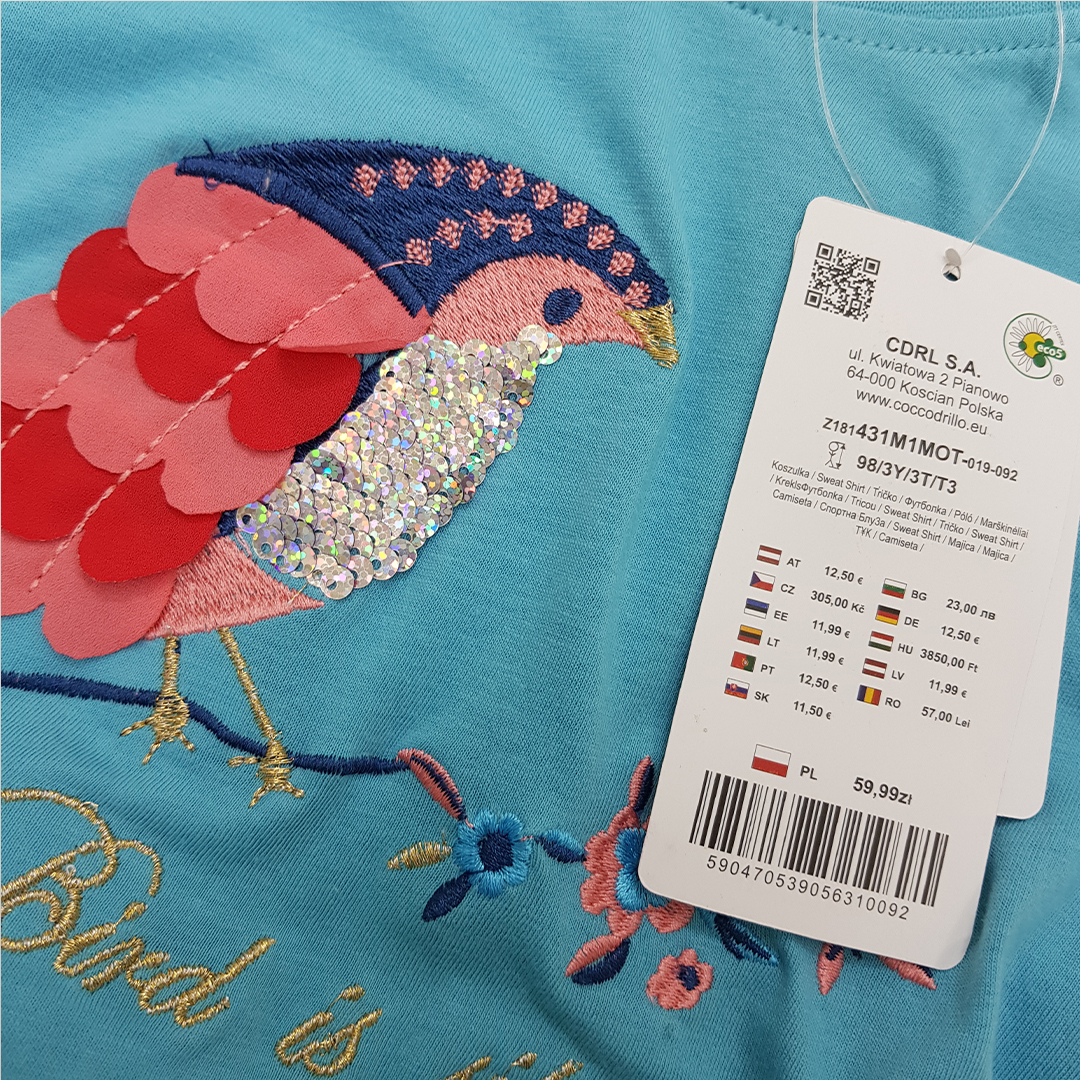 eco5
®
CDRL S.A.
ul. Kwiatowa 2 Pianowo
64-000 Koscian Polska
www.coccodrillo.eu
Z181431M1MOT-019-092
98/3Y/3T/T3
Koszulka / Sweat Shirt / Tričko / Футболка / Póló / Marškinėliai
/ KreklsФутболка / Tricou / Sweat Shirt / Tričko / Sweat Shirt /
Camiseta / Спортна Блуза / Sweat Shirt / Majica / Majica /
T¥K / Camiseta /
AT 12,50 € BG 23,00 лв
CZ 305,00 Kč DE 12,50 €
EE 11,99 € HU 3850,00 Ft
LT 11,99 € LV 11,99 €
PT 12,50 € RO 57,00 Lei
SK 11,50 €
PL 59,99zł
590470539056310092
Bird is